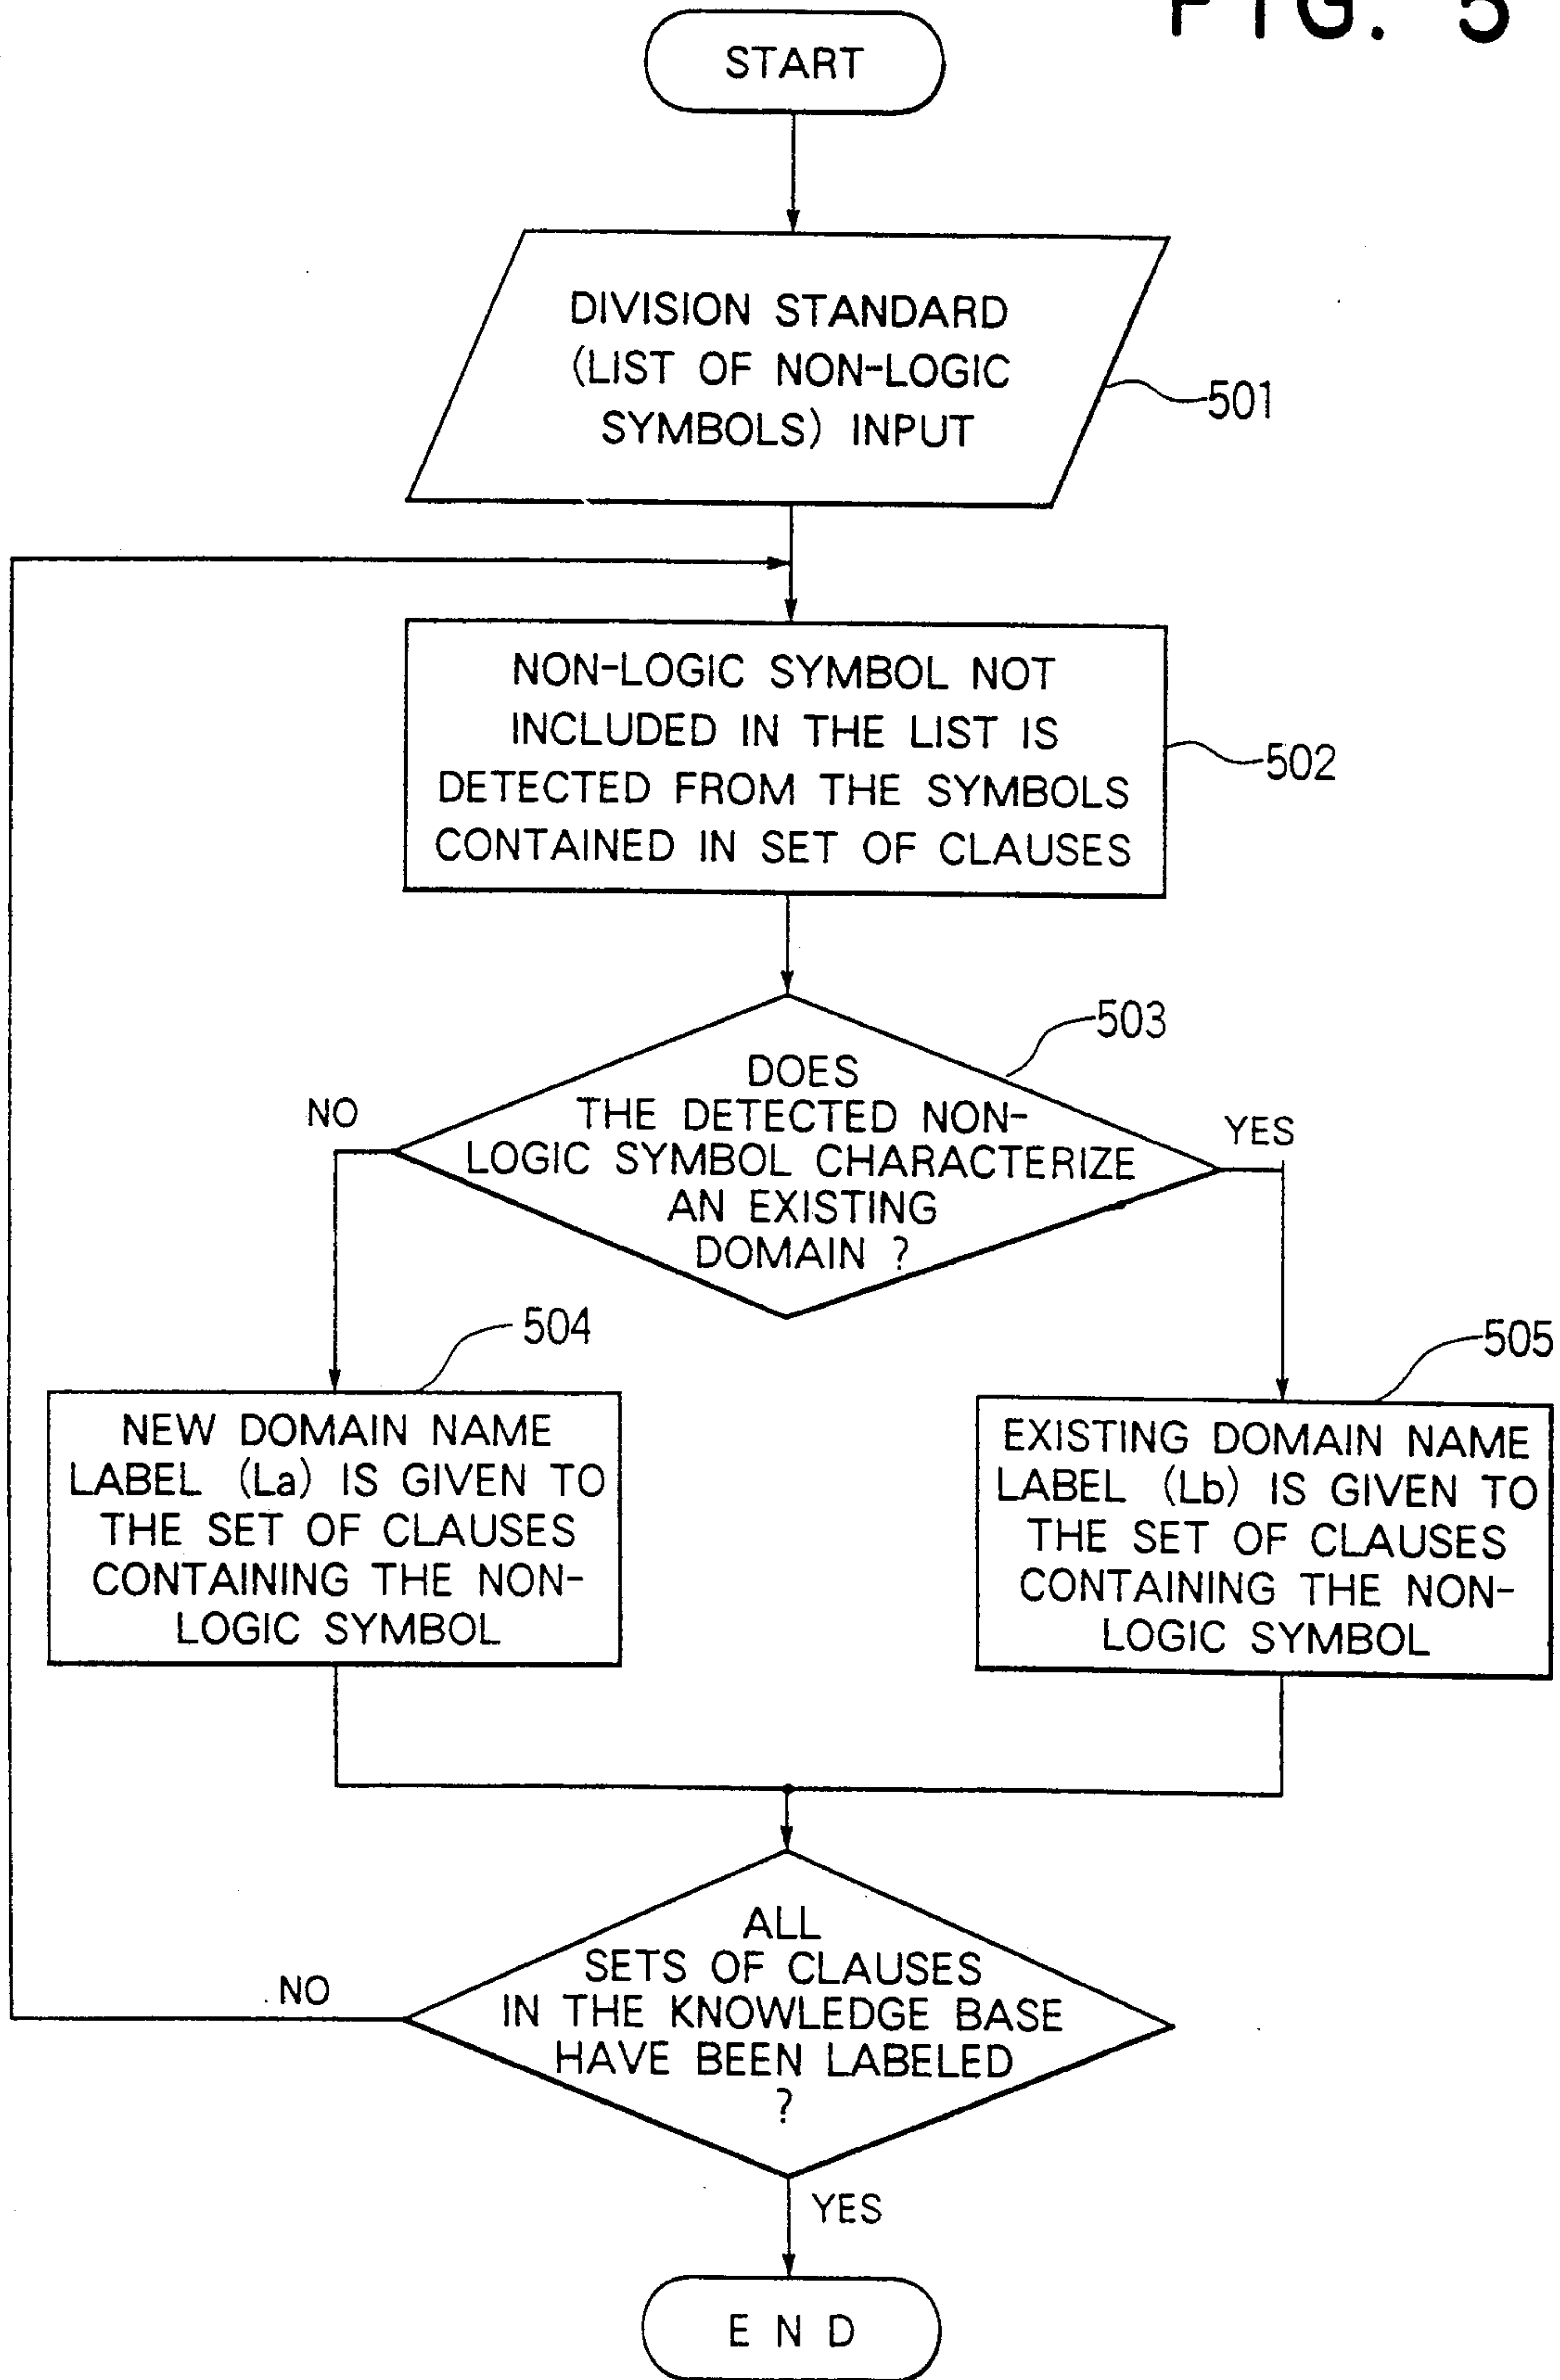 FIG. 5
START
DIVISION STANDARD
(LIST OF NON-LOGIC
SYMBOLS) INPUT
501
NON-LOGIC SYMBOL NOT
INCLUDED IN THE LIST IS
DETECTED FROM THE SYMBOLS
CONTAINED IN SET OF CLAUSES
502
503
DOES
THE DETECTED NON-
LOGIC SYMBOL CHARACTERIZE
AN EXISTING
DOMAIN ?
NO
YES
504
NEW DOMAIN NAME
LABEL (La) IS GIVEN TO
THE SET OF CLAUSES
CONTAINING THE NON-
LOGIC SYMBOL
505
EXISTING DOMAIN NAME
LABEL (Lb) IS GIVEN TO
THE SET OF CLAUSES
CONTAINING THE NON-
LOGIC SYMBOL
ALL
SETS OF CLAUSES
IN THE KNOWLEDGE BASE
HAVE BEEN LABELED
?
NO
YES
END